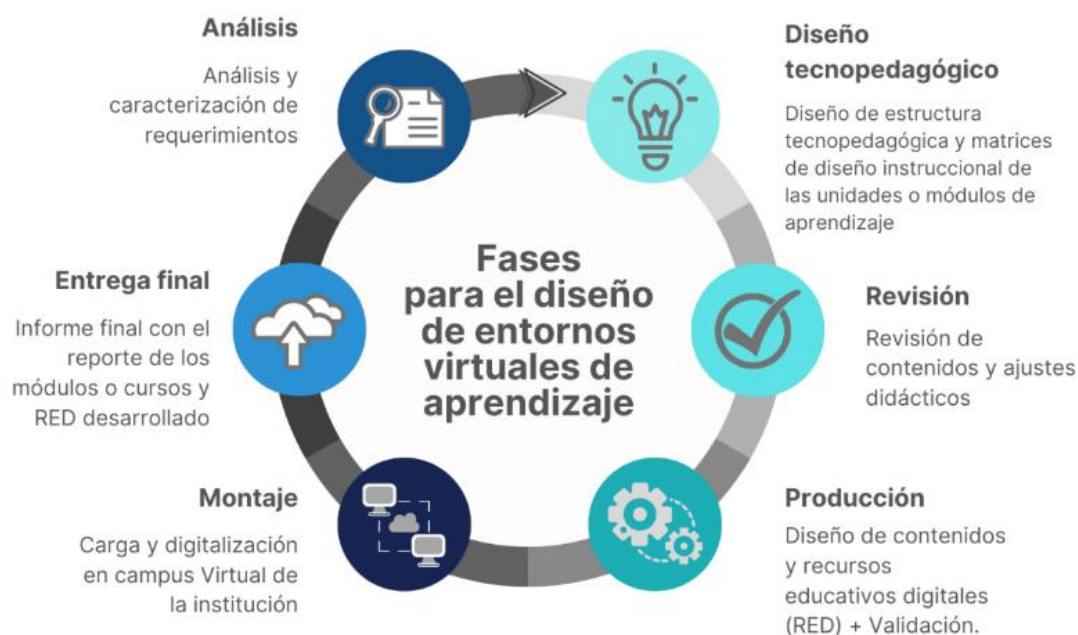 Análisis
Análisis y
caracterización de
requerimientos
Diseño
tecnopedagógico
Diseño de estructura
tecnopedagógica y matrices
de diseño instruccional de
las unidades o módulos de
aprendizaje
Fases
para el diseño
de entornos
virtuales de
aprendizaje
Entrega final
Informe final con el
reporte de los
módulos o cursos y
RED desarrollado
Revisión
Revisión de
contenidos y ajustes
didácticos
Montaje
Carga y digitalización
en campus Virtual de
la institución
Producción
Diseño de contenidos
y recursos
educativos digitales
(RED) + Validación.